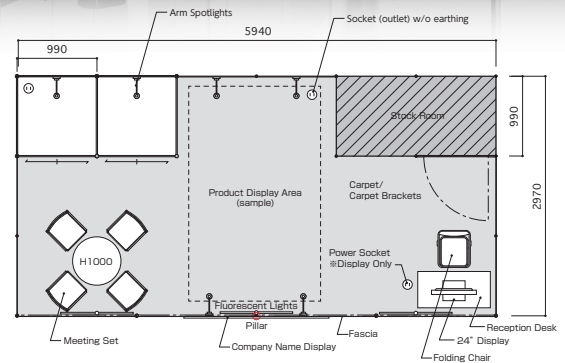 Arm Spotlights
Socket (outlet) w/o earthing
5940
990
Stock Room
990
2970
Product Display Area
(sample)
Carpet/
Carpet Brackets
H1000
Power Socket
※Display Only
Fluorescent Lights
Pillar
Fascia
Reception Desk
Meeting Set
Company Name Display
24" Display
Folding Chair